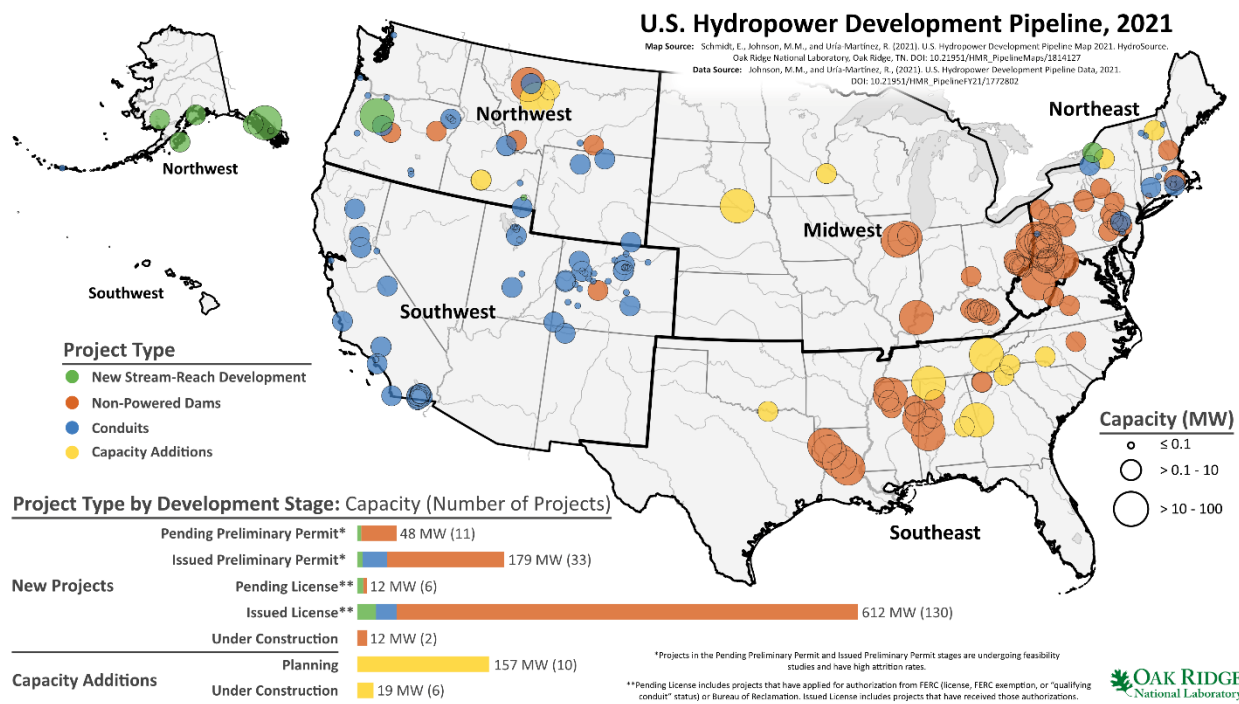 U.S. Hydropower Development Pipeline, 2021
Map Source: Schmidt, E., Johnson, M.M., and Uría-Martínez, R. (2021). U.S. Hydropower Development Pipeline Map 2021. HydroSource.
Oak Ridge National Laboratory, Oak Ridge, TN. DOI: 10.21951/HMR_PipelineMaps/1814127
Data Source: Johnson, M.M., and Uría-Martínez, R., (2021). U.S. Hydropower Development Pipeline Data, 2021.
DOI: 10.21951/HMR_PipelineFY21/1772802
Northeast
Northwest
Northwest
Midwest
Southwest
Southwest
Southeast
Project Type
New Stream-Reach Development
Non-Powered Dams
Conduits
Capacity Additions
Capacity (MW)
≤ 0.1
> 0.1 - 10
> 10 - 100
Project Type by Development Stage: Capacity (Number of Projects)
New Projects
Pending Preliminary Permit* 48 MW (11)
Issued Preliminary Permit* 179 MW (33)
Pending License** 12 MW (6)
Issued License** 612 MW (130)
Under Construction 12 MW (2)
Capacity Additions
Planning 157 MW (10)
Under Construction 19 MW (6)
*Projects in the Pending Preliminary Permit and Issued Preliminary Permit stages are undergoing feasibility
studies and have high attrition rates.
**Pending License includes projects that have applied for authorization from FERC (license, FERC exemption, or "qualifying
conduit" status) or Bureau of Reclamation. Issued License includes projects that have received those authorizations.
OAK RIDGE
National Laboratory